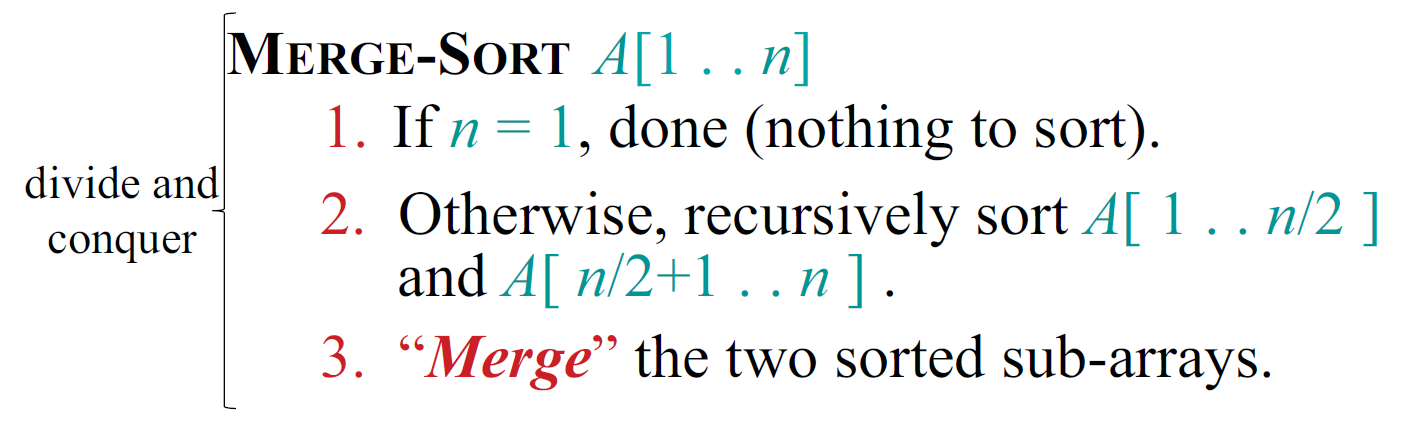 MERGE-SORT A[1 . . n]
1. If n = 1, done (nothing to sort).
2. Otherwise, recursively sort A[ 1 . . n/2 ]
and A[ n/2+1 . . n ] .
3. “Merge” the two sorted sub-arrays.
divide and
conquer